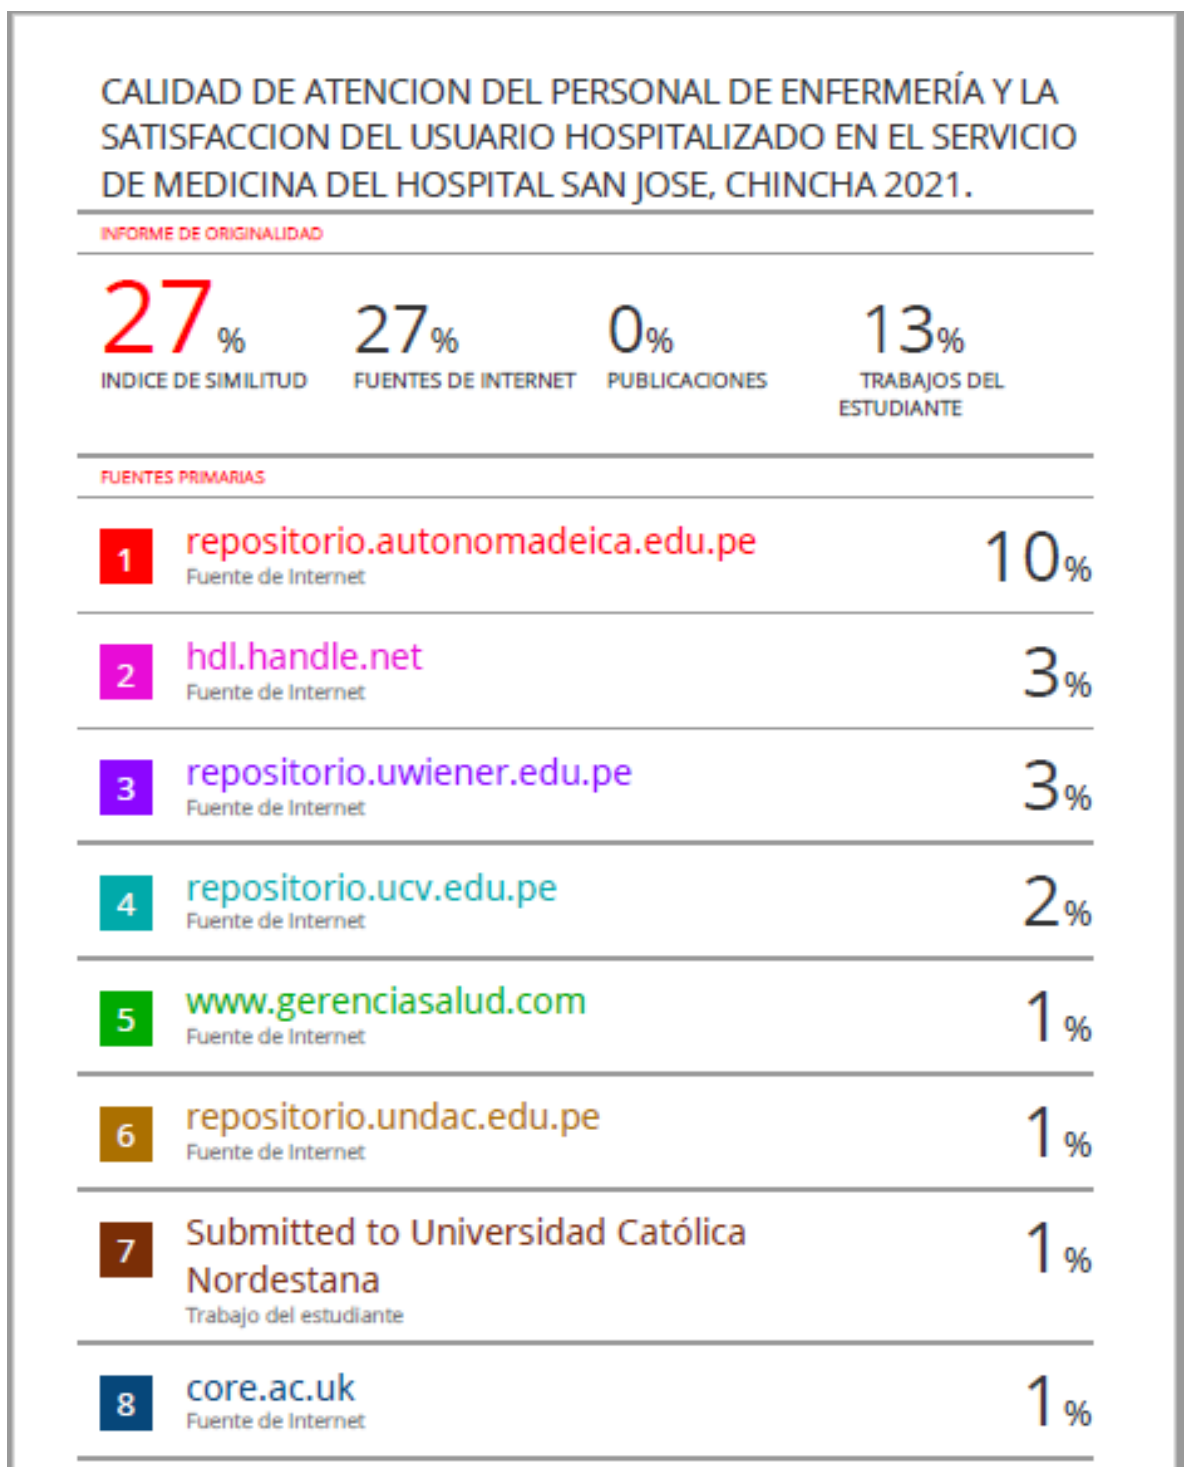 CALIDAD DE ATENCION DEL PERSONAL DE ENFERMERÍA Y LA
SATISFACCION DEL USUARIO HOSPITALIZADO EN EL SERVICIO
DE MEDICINA DEL HOSPITAL SAN JOSE, CHINCHA 2021.
INFORME DE ORIGINALIDAD
27% 27% 0% 13%
INDICE DE SIMILITUD FUENTES DE INTERNET PUBLICACIONES TRABAJOS DEL
ESTUDIANTE
FUENTES PRIMARIAS
1 repositorio.autonomadeica.edu.pe 10%
Fuente de Internet
2 hdl.handle.net 3%
Fuente de Internet
3 repositorio.uwiener.edu.pe 3%
Fuente de Internet
4 repositorio.ucv.edu.pe 2%
Fuente de Internet
5 www.gerenciasalud.com 1%
Fuente de Internet
6 repositorio.undac.edu.pe 1%
Fuente de Internet
7 Submitted to Universidad Católica 1%
Nordestana
Trabajo del estudiante
8 core.ac.uk 1%
Fuente de Internet